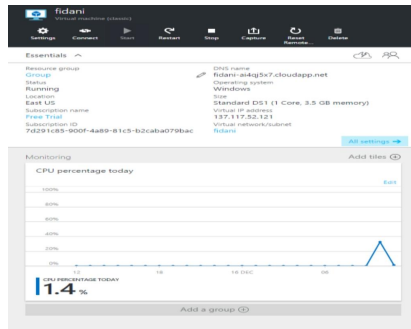 fidani
Virtual machine (classic)
Settings Connect Start Restart Stop Capture Reset Remote... Delete
Essentials
Resource group
Group
Status
Running
Location
East US
Subscription name
Free Trial
Subscription ID
7d291c85-900f-4a89-81c5-b2caba079bac
DNS name
fidani-ai4qj5x7.cloudapp.net
Operating system
Windows
Size
Standard DS1 (1 Core, 3.5 GB memory)
Virtual IP address
137.117.52.121
Virtual network/subnet
fidani
All settings →
Monitoring
Add tiles
CPU percentage today
Edit
100%
80%
60%
40%
20%
0%
12 18 16 DEC 06
CPU PERCENTAGE TODAY
1.4 %
Add a group